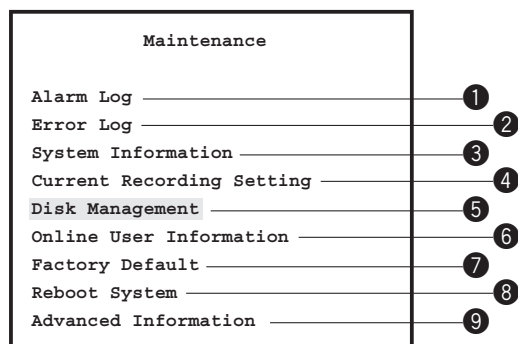 Maintenance
Alarm Log 1
Error Log 2
System Information 3
Current Recording Setting 4
Disk Management 5
Online User Information 6
Factory Default 7
Reboot System 8
Advanced Information 9